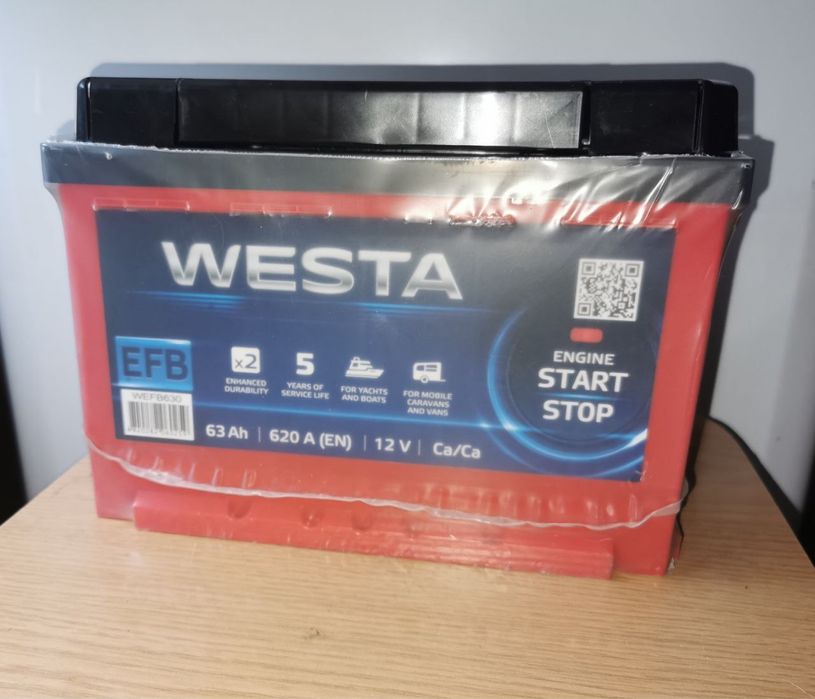 WESTA
EFB
WEFB630
x2
ENHANCED
DURABILITY
5
YEARS OF
SERVICE LIFE
FOR YACHTS
AND BOATS
FOR MOBILE
CARAVANS
AND VANS
63 Ah | 620 A (EN) | 12 V | Ca/Ca
ENGINE
START
STOP